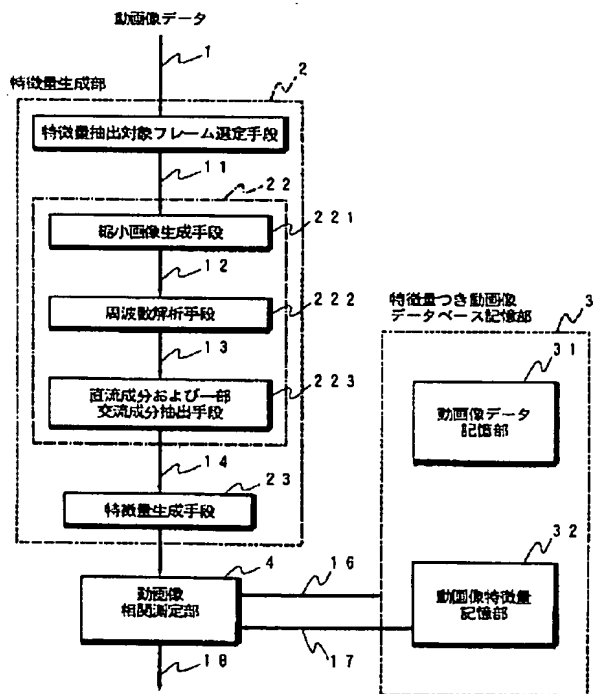 動画像データ
1
特徴量生成部
2
特徴量抽出対象フレーム選定手段
11
22
縮小画像生成手段
221
12
周波数解析手段
222
13
直流成分および一部
交流成分抽出手段
223
14
23
特徴量生成手段
特徴量つき動画像
データベース記憶部
3
31
動画像データ
記憶部
32
動画像特徴量
記憶部
4
動画像
相関測定部
16
17
18